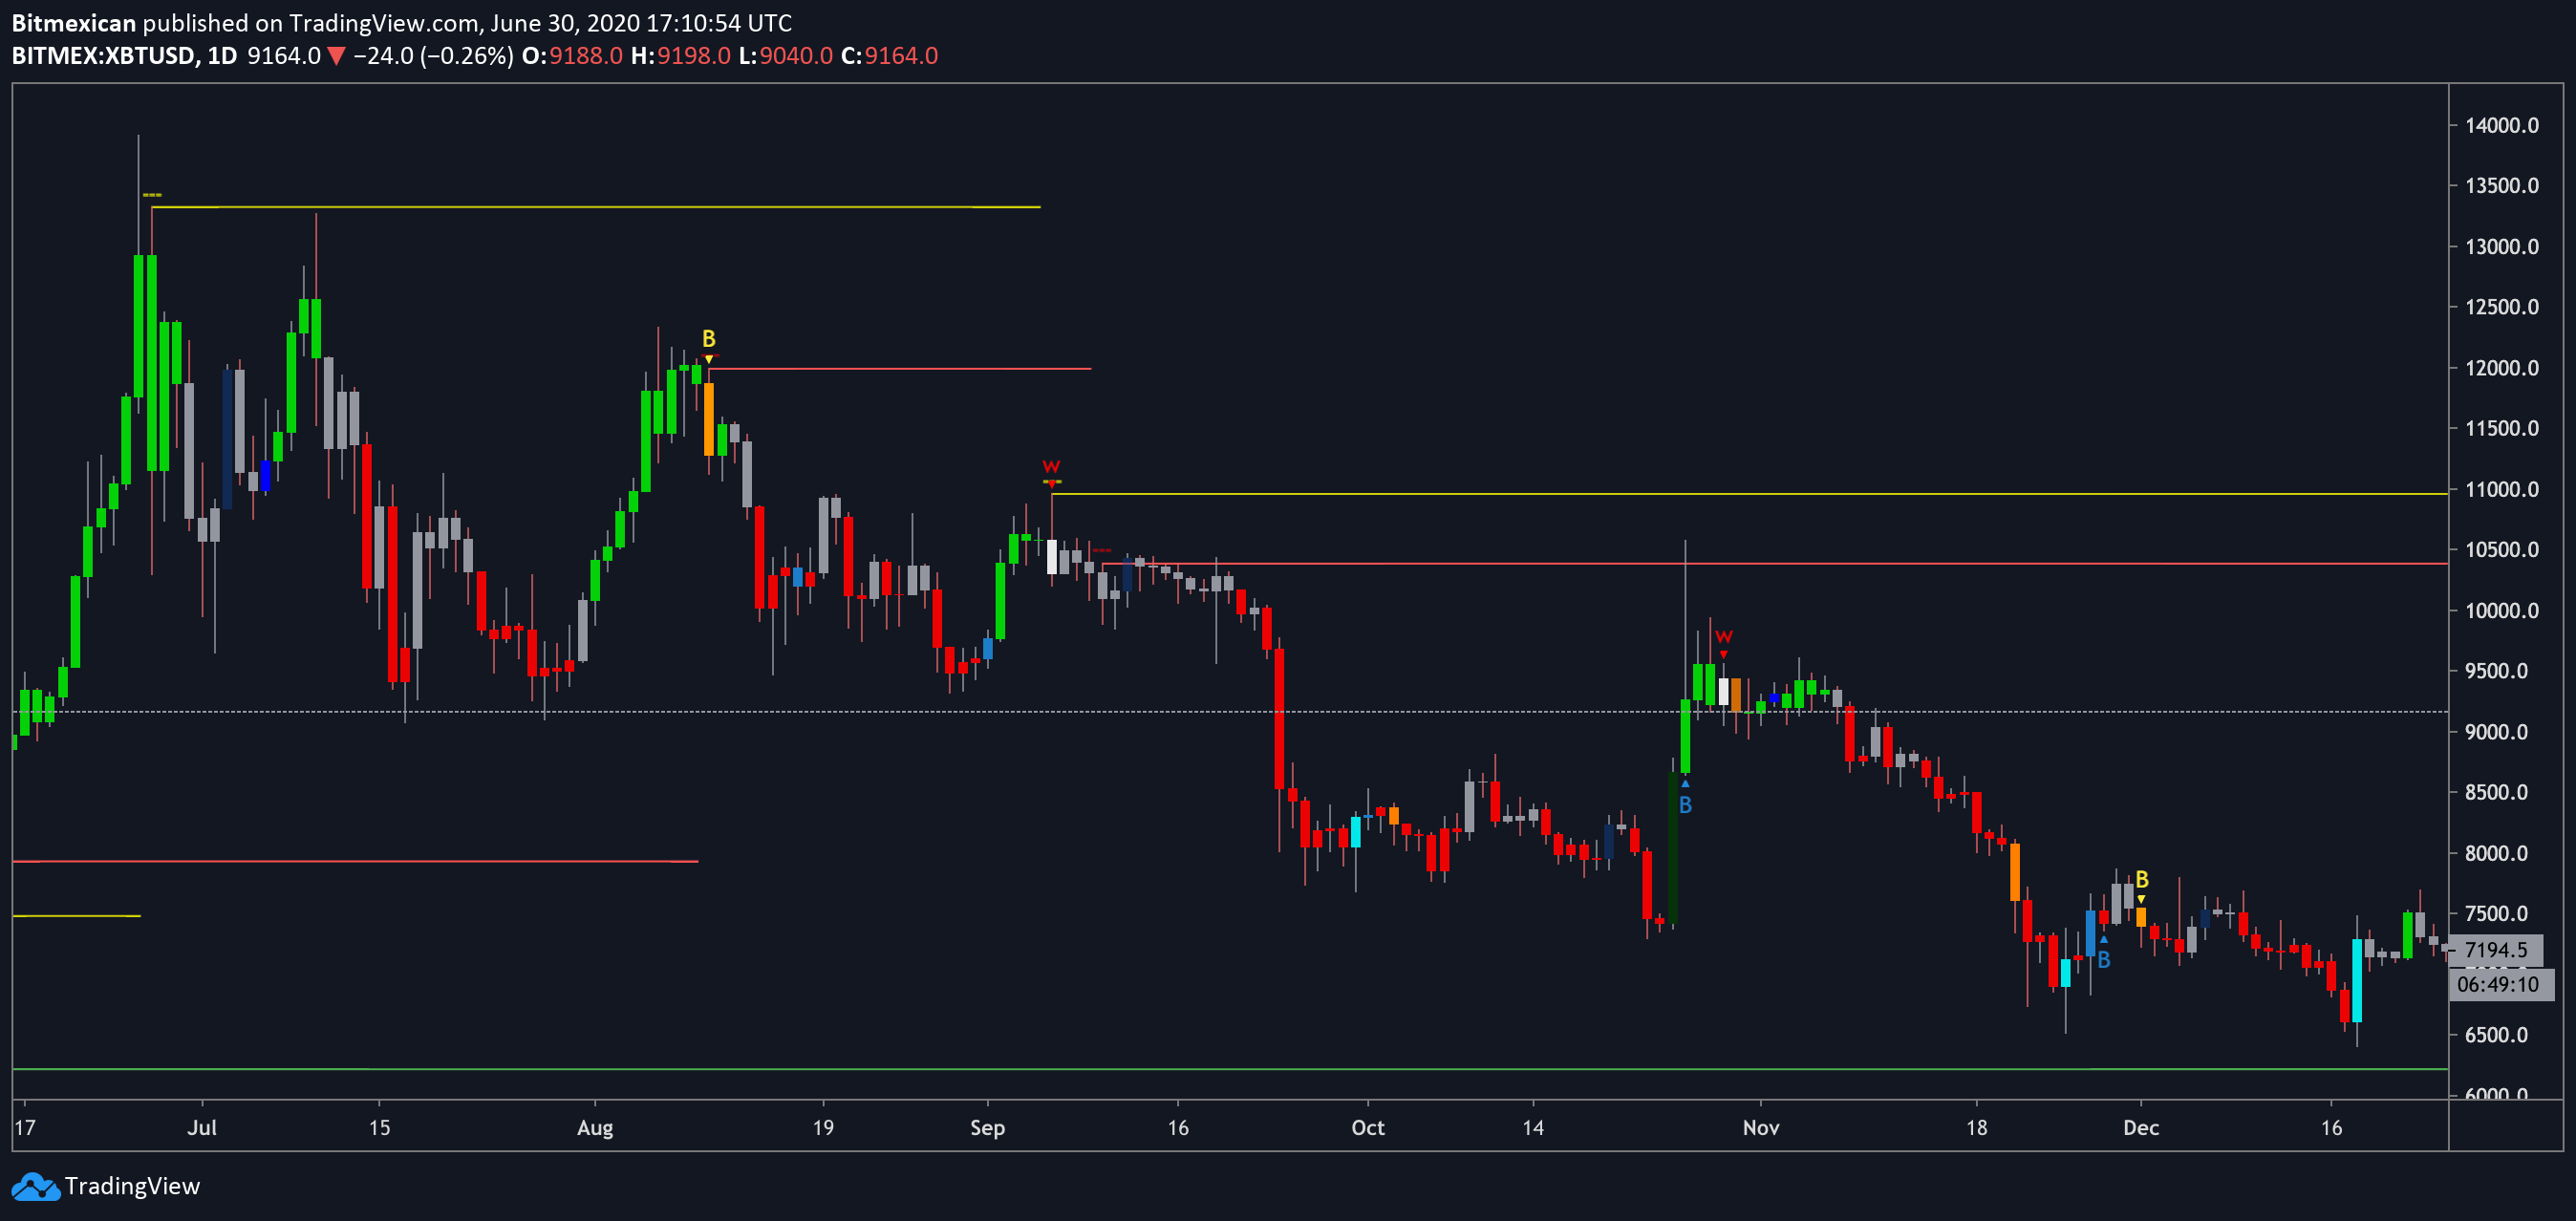 Bitmexican published on TradingView.com, June 30, 2020 17:10:54 UTC
BITMEX:XBTUSD, 1D 9164.0 ▼ −24.0 (−0.26%) O:9188.0 H:9198.0 L:9040.0 C:9164.0
14000.0
13500.0
13000.0
12500.0
B
12000.0
11500.0
W
11000.0
10500.0
10000.0
W
9500.0
9000.0
8500.0
B
8000.0
B
7500.0
B
7194.5
06:49:10
6500.0
6000.0
17 Jul 15 Aug 19 Sep 16 Oct 14 Nov 18 Dec 16
TradingView